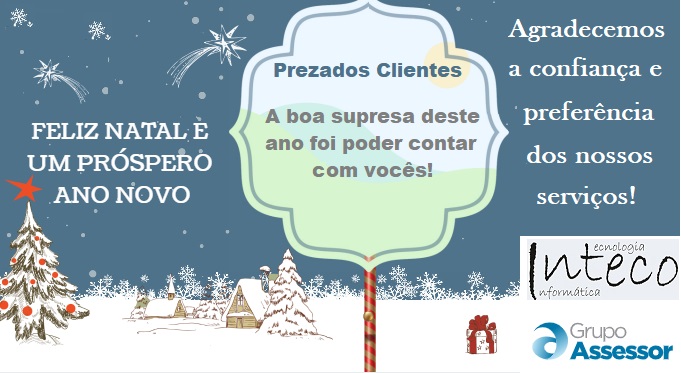 FELIZ NATAL E
UM PRÓSPERO
ANO NOVO
Prezados Clientes
A boa supresa deste
ano foi poder contar
com vocês!
Agradecemos
a confiança e
preferência
dos nossos
serviços!
ecnologia
Inteco
nformática
Grupo
Assessor